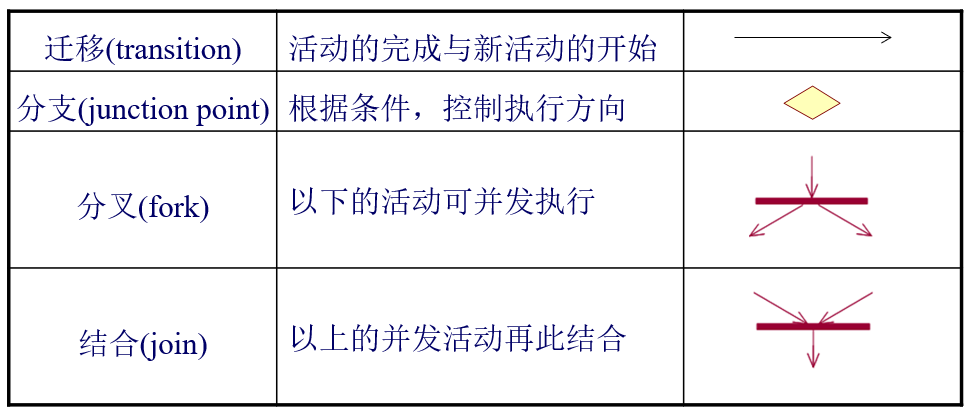 迁移(transition) 活动的完成与新活动的开始
分支(junction point) 根据条件，控制执行方向
分叉(fork) 以下的活动可并发执行
结合(join) 以上的并发活动再此结合